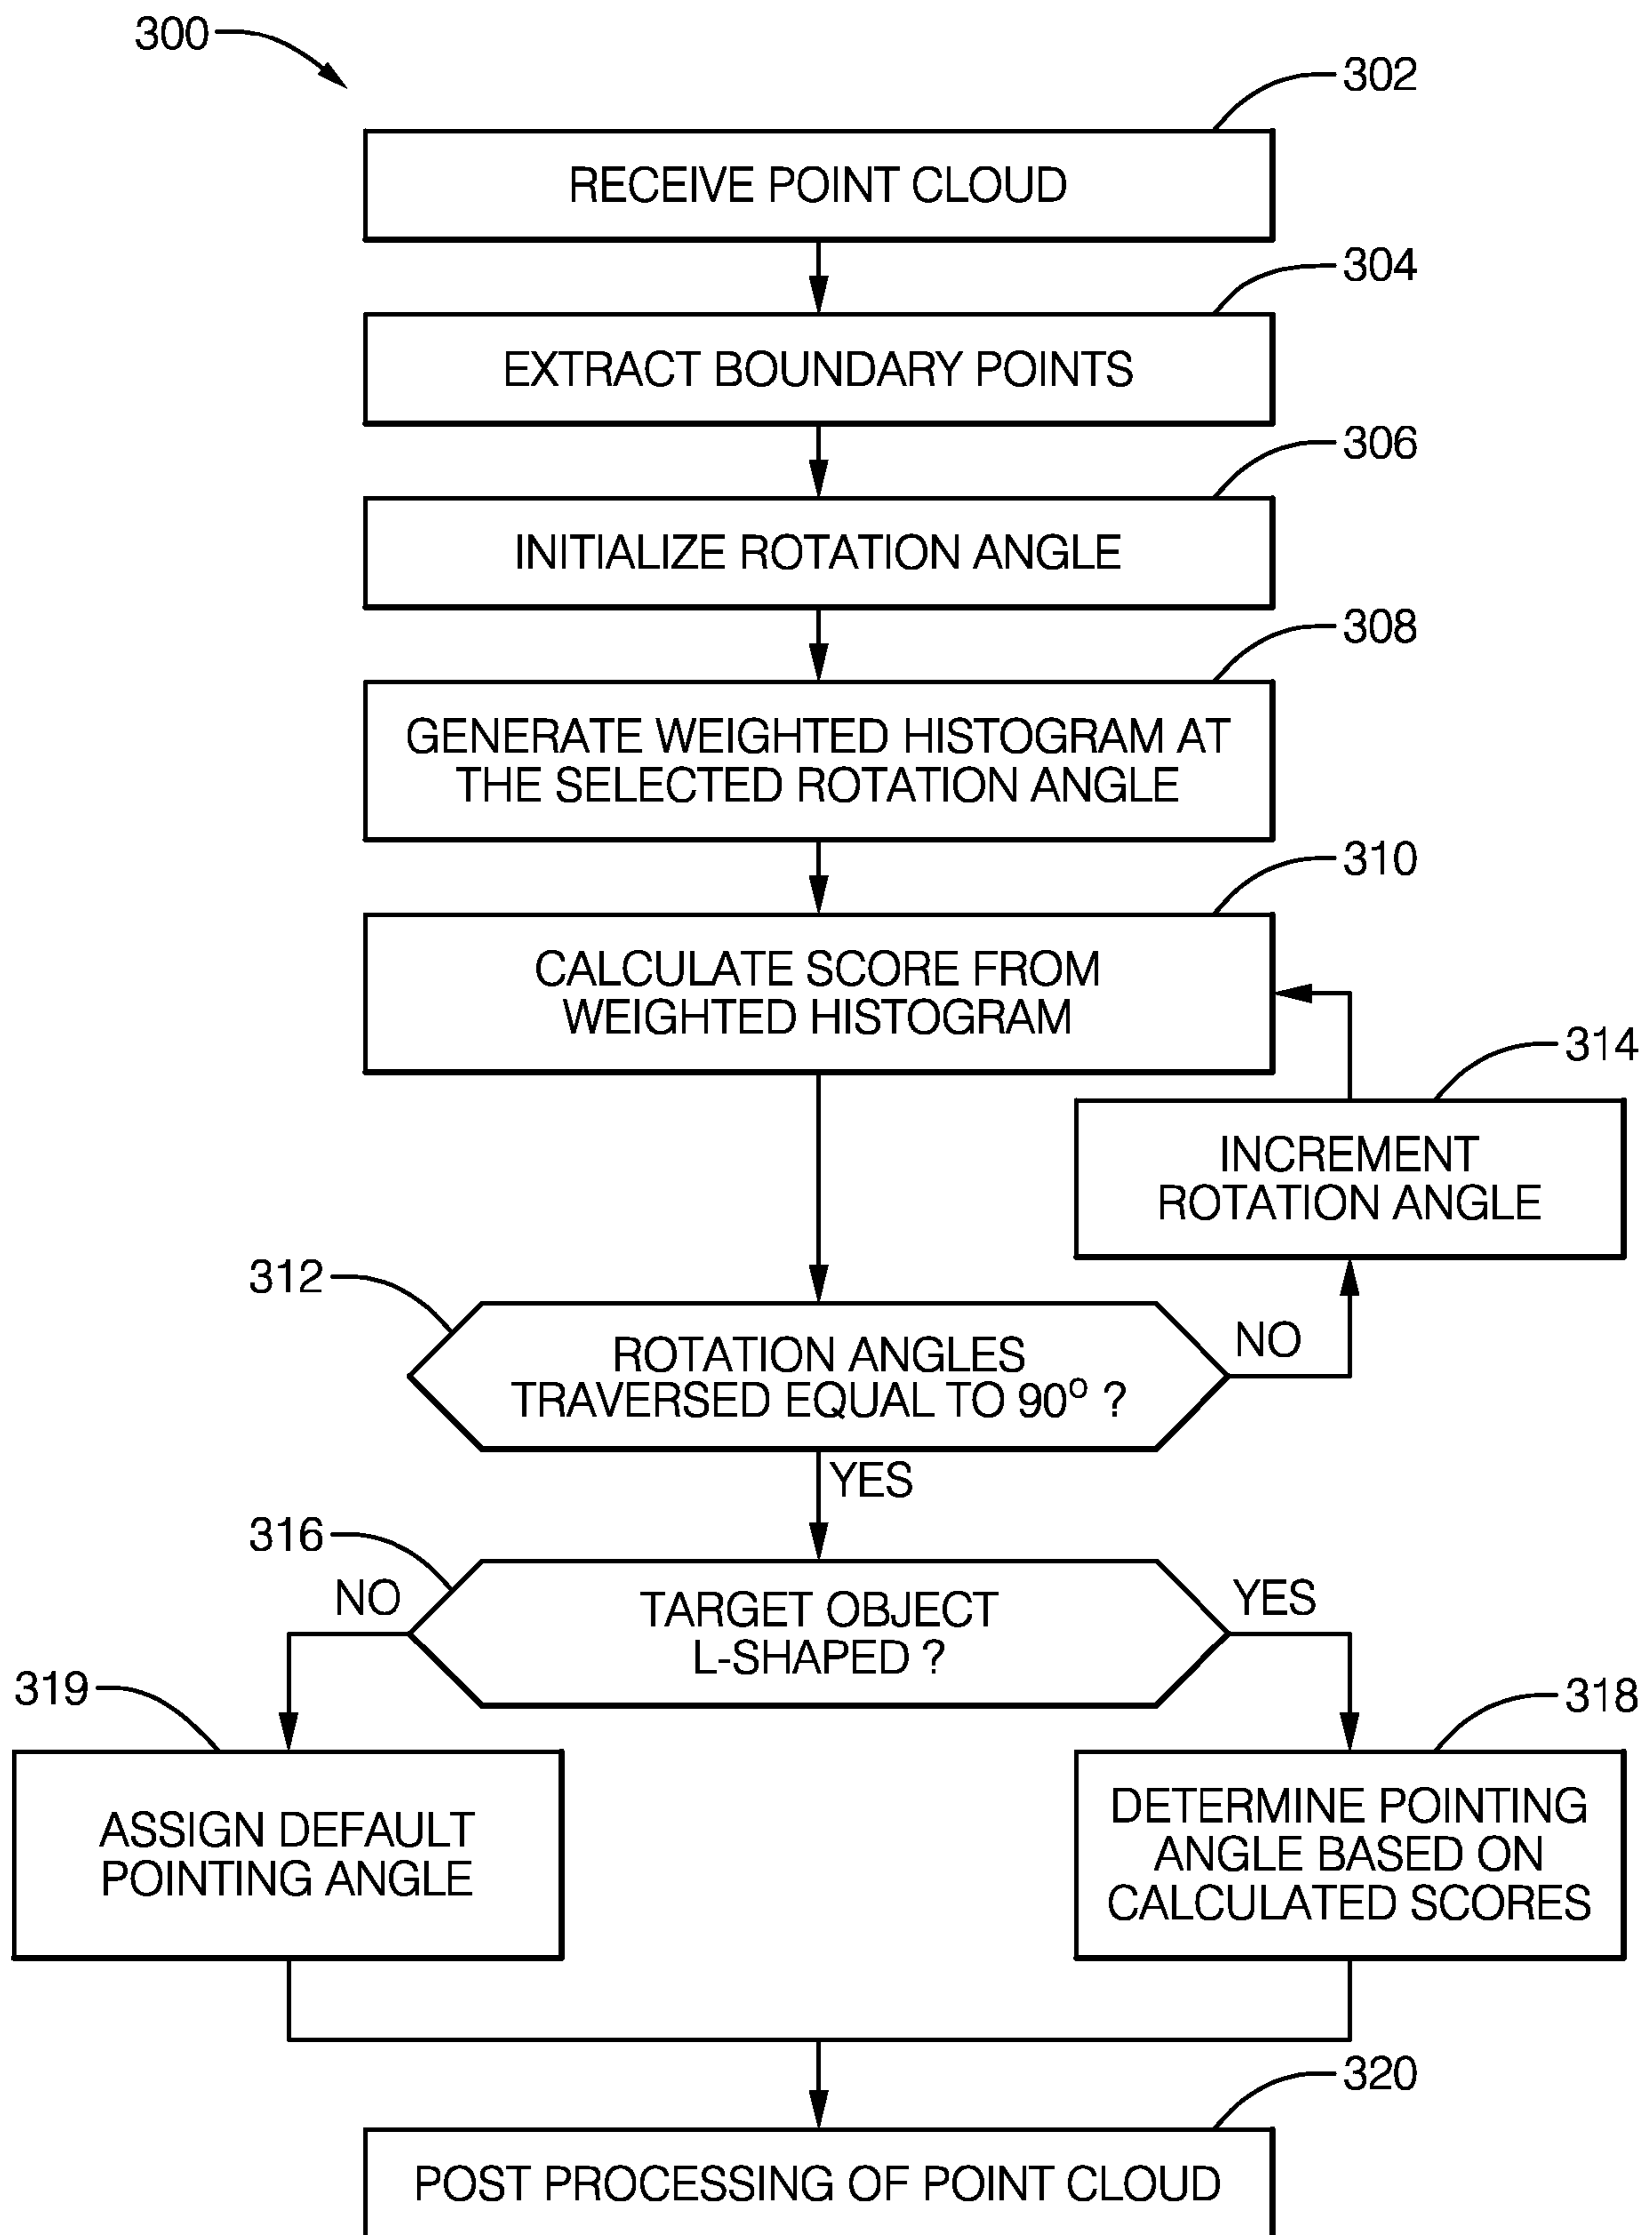 300
302
RECEIVE POINT CLOUD
304
EXTRACT BOUNDARY POINTS
306
INITIALIZE ROTATION ANGLE
308
GENERATE WEIGHTED HISTOGRAM AT
THE SELECTED ROTATION ANGLE
310
CALCULATE SCORE FROM
WEIGHTED HISTOGRAM
314
INCREMENT
ROTATION ANGLE
312
ROTATION ANGLES
TRAVERSED EQUAL TO 90° ?
NO
YES
316
NO
TARGET OBJECT
L-SHAPED ?
YES
319
ASSIGN DEFAULT
POINTING ANGLE
318
DETERMINE POINTING
ANGLE BASED ON
CALCULATED SCORES
320
POST PROCESSING OF POINT CLOUD